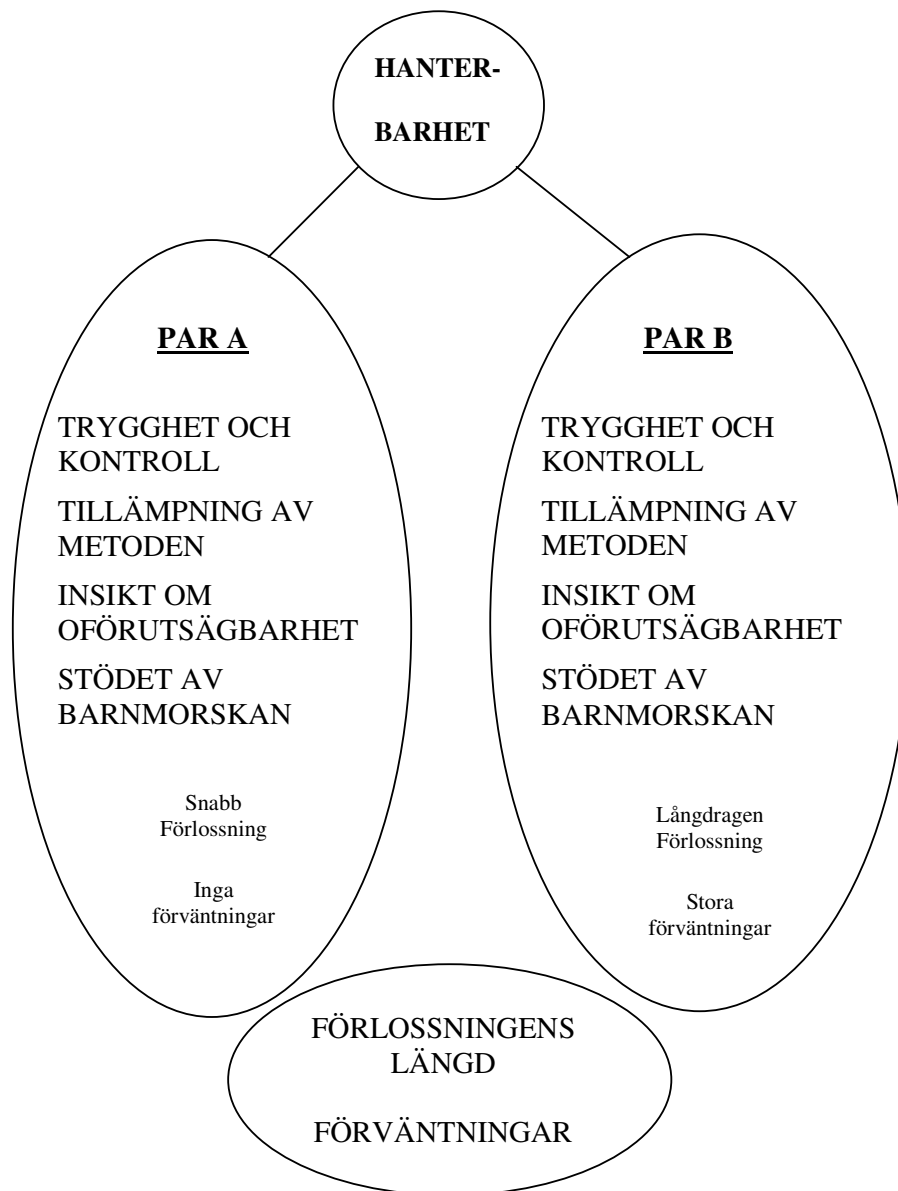 HANTER-
BARHET
PAR A
TRYGGHET OCH
KONTROLL
TILLÄMPNING AV
METODEN
INSIKT OM
OFÖRUTSÄGBARHET
STÖDET AV
BARNMORSKAN
Snabb
Förlossning
Inga
förväntningar
PAR B
TRYGGHET OCH
KONTROLL
TILLÄMPNING AV
METODEN
INSIKT OM
OFÖRUTSÄGBARHET
STÖDET AV
BARNMORSKAN
Långdragen
Förlossning
Stora
förväntningar
FÖRLOSSNINGENS
LÄNGD
FÖRVÄNTNINGAR